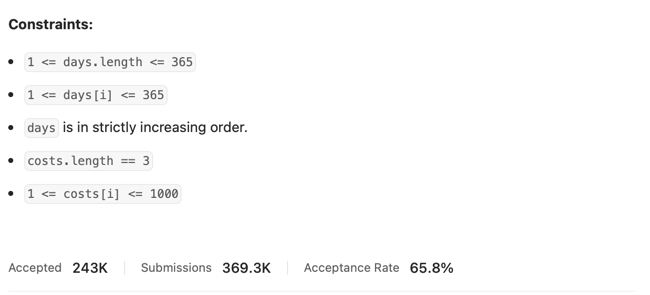 Constraints:
1 <= days.length <= 365
1 <= days[i] <= 365
days is in strictly increasing order.
costs.length == 3
1 <= costs[i] <= 1000
Accepted 243K Submissions 369.3K Acceptance Rate 65.8%